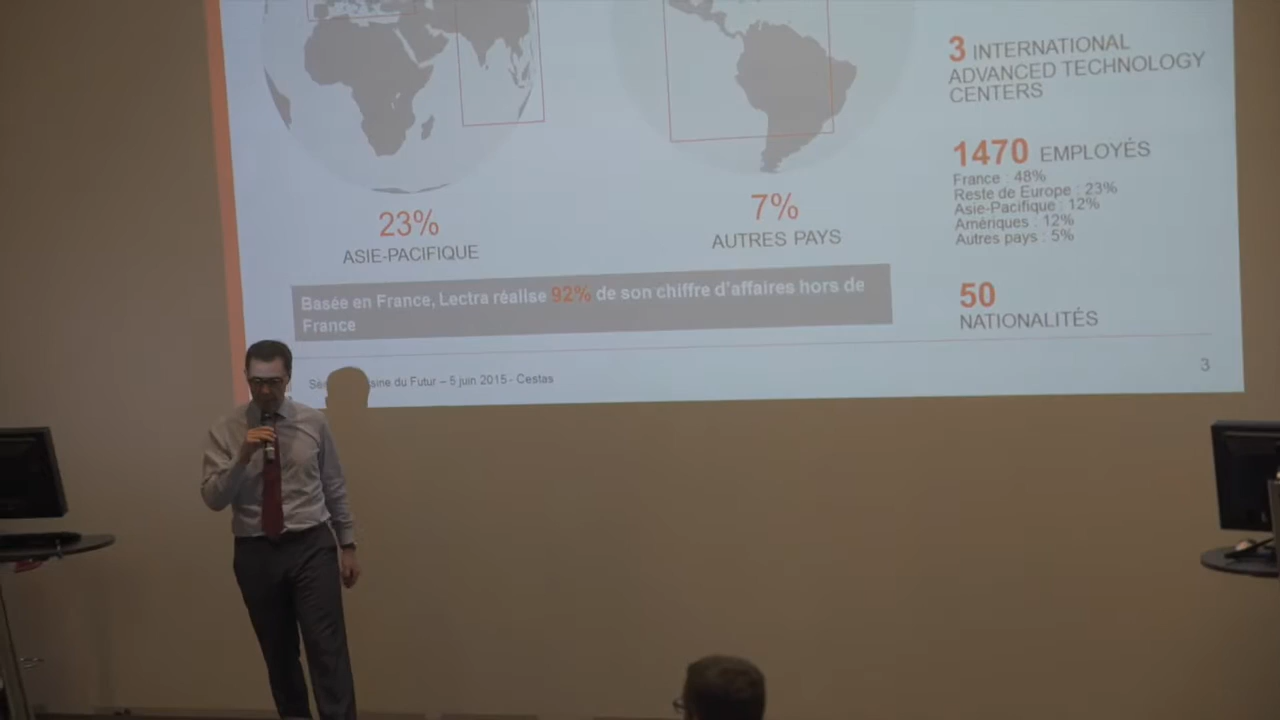 3 INTERNATIONAL
ADVANCED TECHNOLOGY
CENTERS
1470 EMPLOYÉS
France : 48%
Reste de Europe : 23%
Asie-Pacifique : 12%
Amériques : 12%
Autres pays : 5%
23%
ASIE-PACIFIQUE
7%
AUTRES PAYS
Basée en France, Lectra réalise 92% de son chiffre d'affaires hors de
France
50
NATIONALITÉS
du Futur – 5 juin 2015 - Cestas
3